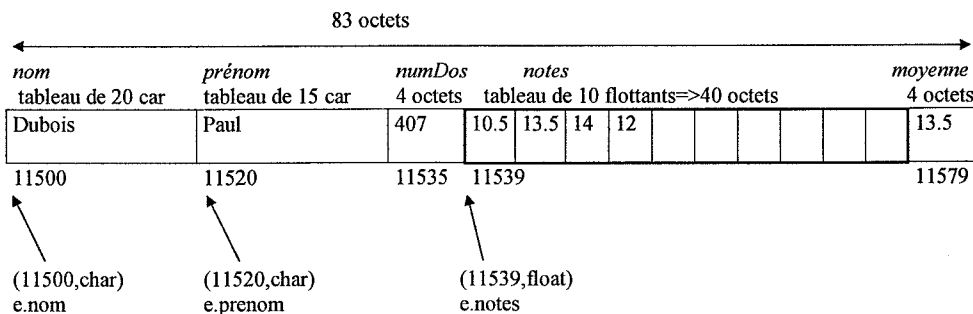 83 octets
nom prénom numDos notes moyenne
tableau de 20 car tableau de 15 car 4 octets tableau de 10 flottants=>40 octets 4 octets
Dubois Paul 407 10.5 13.5 14 12 13.5
11500 11520 11535 11539 11579
(11500,char) (11520,char) (11539,float)
e.nom e.prenom e.notes